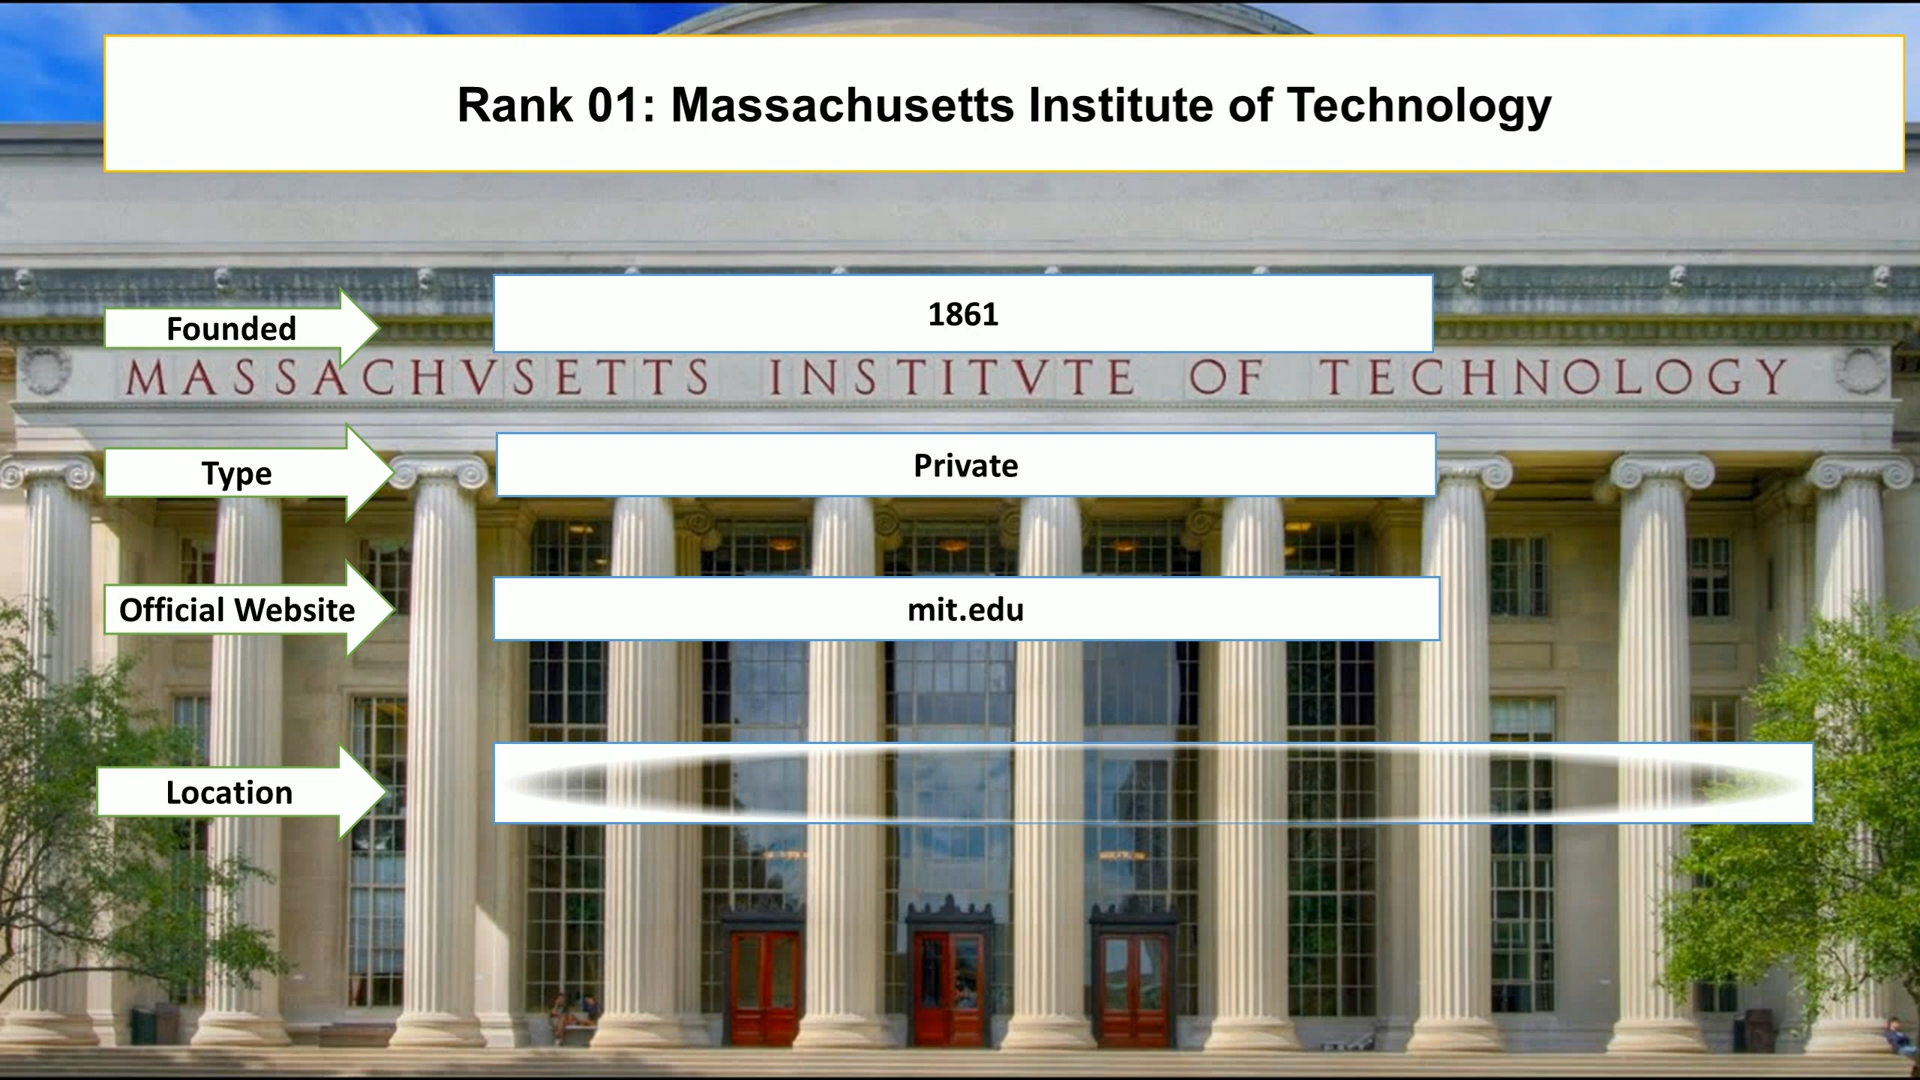 Rank 01: Massachusetts Institute of Technology
Founded
1861
MASSACHVSETTS INSTITVTE OF TECHNOLOGY
Type
Private
Official Website
mit.edu
Location